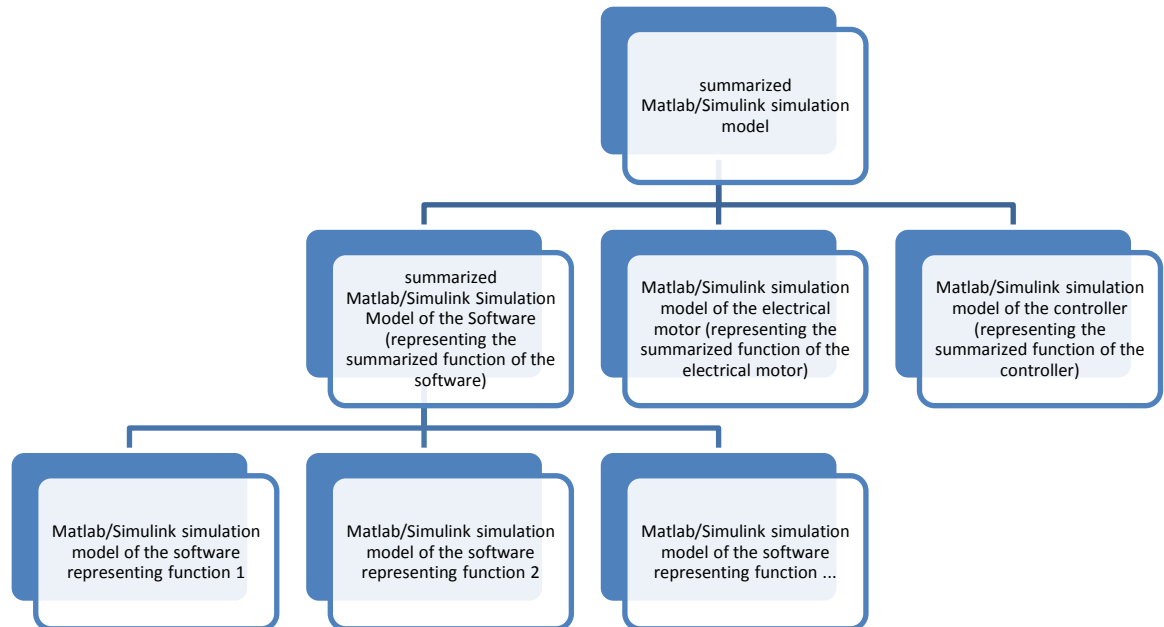 summarized
Matlab/Simulink simulation
model
summarized
Matlab/Simulink Simulation
Model of the Software
(representing the
summarized function of the
software)
Matlab/Simulink simulation
model of the electrical
motor (representing the
summarized function of the
electrical motor)
Matlab/Simulink simulation
model of the controller
(representing the
summarized function of the
controller)
Matlab/Simulink simulation
model of the software
representing function 1
Matlab/Simulink simulation
model of the software
representing function 2
Matlab/Simulink simulation
model of the software
representing function ...